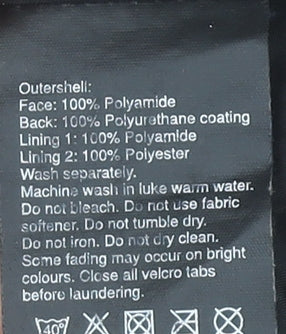 Outershell:
Face: 100% Polyamide
Back: 100% Polyurethane coating
Lining 1: 100% Polyamide
Lining 2: 100% Polyester
Wash separately.
Machine wash in luke warm water.
Do not bleach. Do not use fabric
softener. Do not tumble dry.
Do not iron. Do not dry clean.
Some fading may occur on bright
colours. Close all velcro tabs
before laundering.
40°